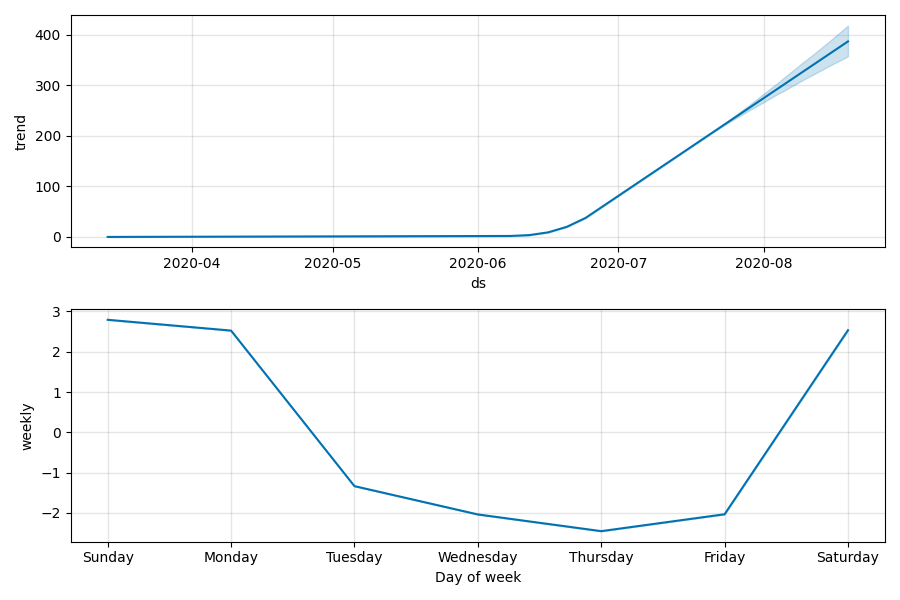 400
300
200
100
0
trend
2020-04 2020-05 2020-06 2020-07 2020-08
ds
3
2
1
0
−1
−2
weekly
Sunday Monday Tuesday Wednesday Thursday Friday Saturday
Day of week